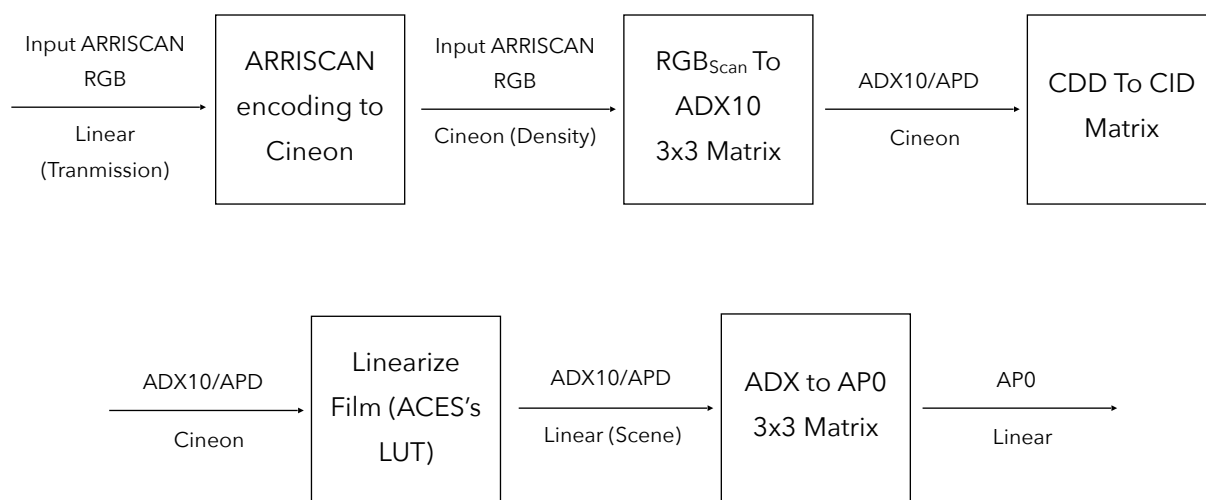 Input ARRISCAN
RGB
Linear
(Tranmission)
ARRISCAN
encoding to
Cineon
Input ARRISCAN
RGB
Cineon (Density)
RGBScan To
ADX10
3x3 Matrix
ADX10/APD
Cineon
CDD To CID
Matrix
ADX10/APD
Cineon
Linearize
Film (ACES’s
LUT)
ADX10/APD
Linear (Scene)
ADX to AP0
3x3 Matrix
AP0
Linear